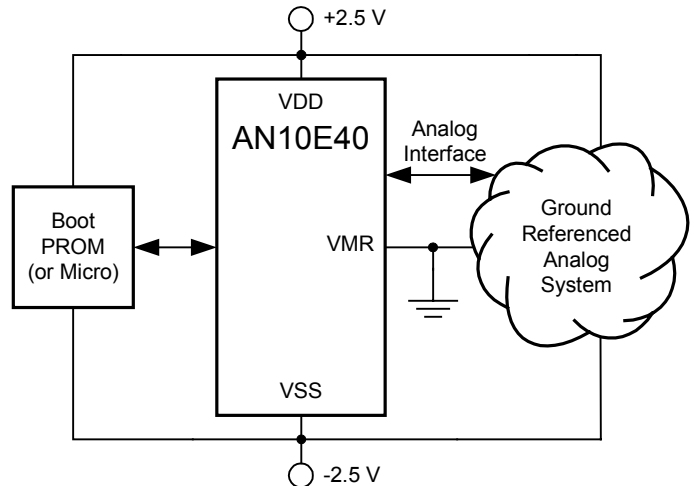 +2.5 V
VDD
AN10E40
Analog
Interface
Boot
PROM
(or Micro)
VMR
Ground
Referenced
Analog
System
VSS
-2.5 V